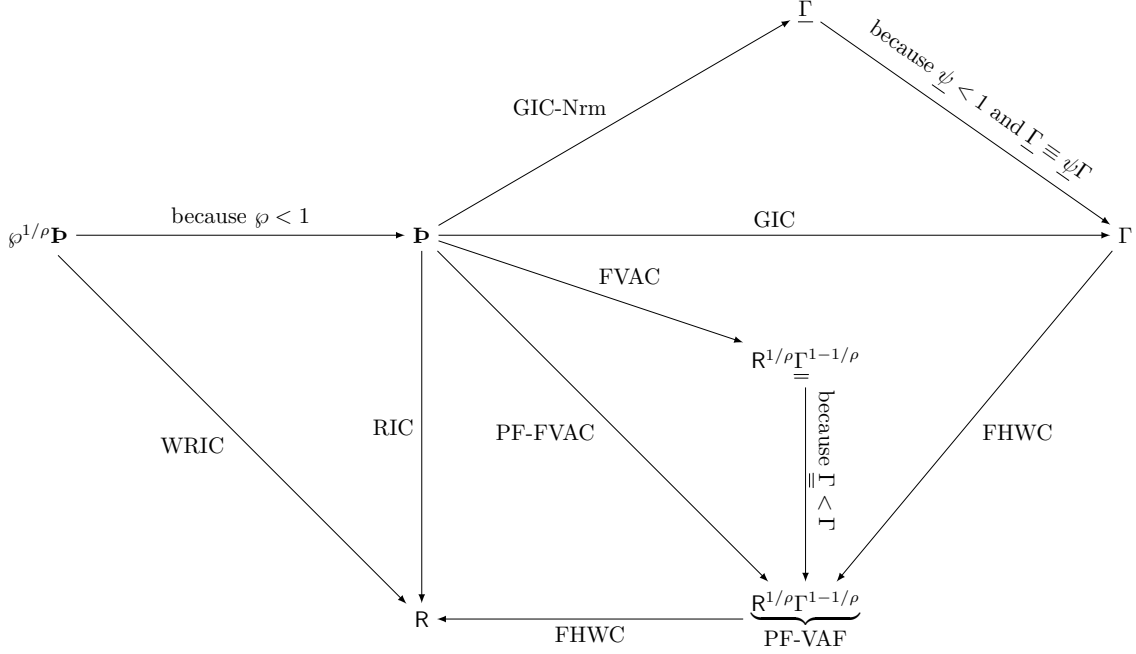 Γ̲
because ψ̲ < 1 and Γ̲ ≡ ψ̲Γ
GIC-Nrm
℘^{1/ρ}Þ
because ℘ < 1
Þ
GIC
Γ
FVAC
R^{1/ρ}Γ̳^{1−1/ρ}
because Γ̳ < Γ
WRIC
RIC
PF-FVAC
FHWC
R
FHWC
R^{1/ρ}Γ^{1−1/ρ}
PF-VAF